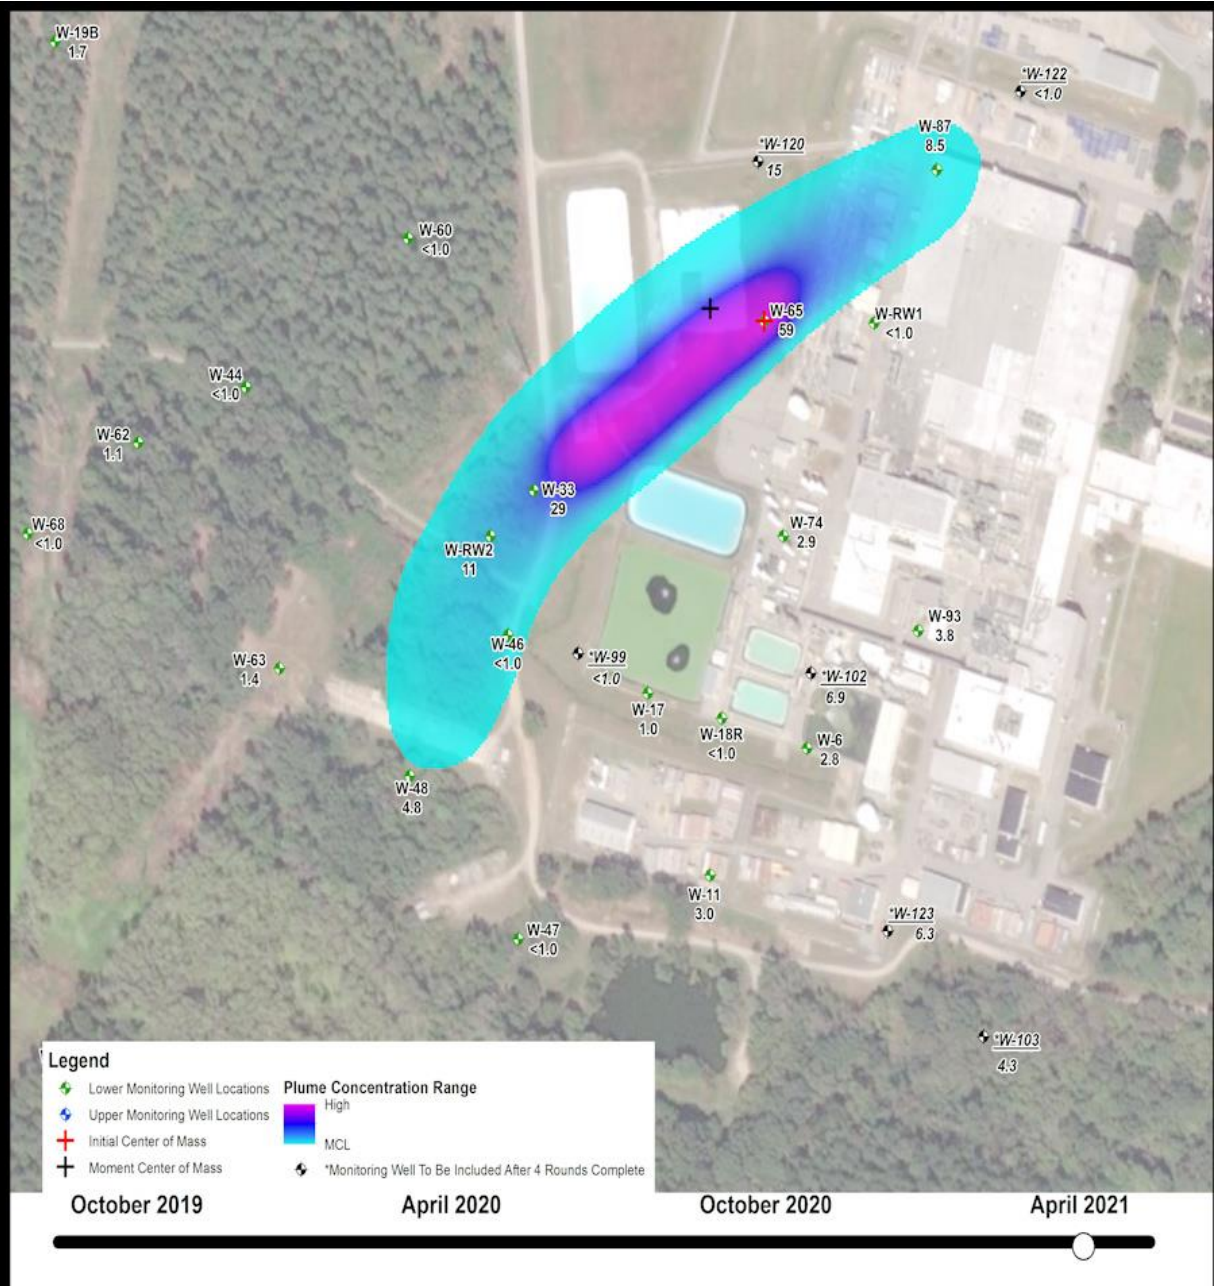 W-19B
1.7
*W-122
<1.0
W-87
8.5
*W-120
15
W-60
<1.0
W-65
59
W-RW1
<1.0
W-44
<1.0
W-62
1.1
W-33
29
W-68
<1.0
W-74
2.9
W-RW2
11
W-93
3.8
W-46
<1.0
*W-99
<1.0
W-63
1.4
*W-102
6.9
W-17
1.0
W-18R
<1.0
W-6
2.8
W-48
4.8
W-11
3.0
*W-123
6.3
W-47
<1.0
*W-103
4.3
Legend
Lower Monitoring Well Locations
Upper Monitoring Well Locations
Initial Center of Mass
Moment Center of Mass
Plume Concentration Range
High
MCL
*Monitoring Well To Be Included After 4 Rounds Complete
October 2019 April 2020 October 2020 April 2021